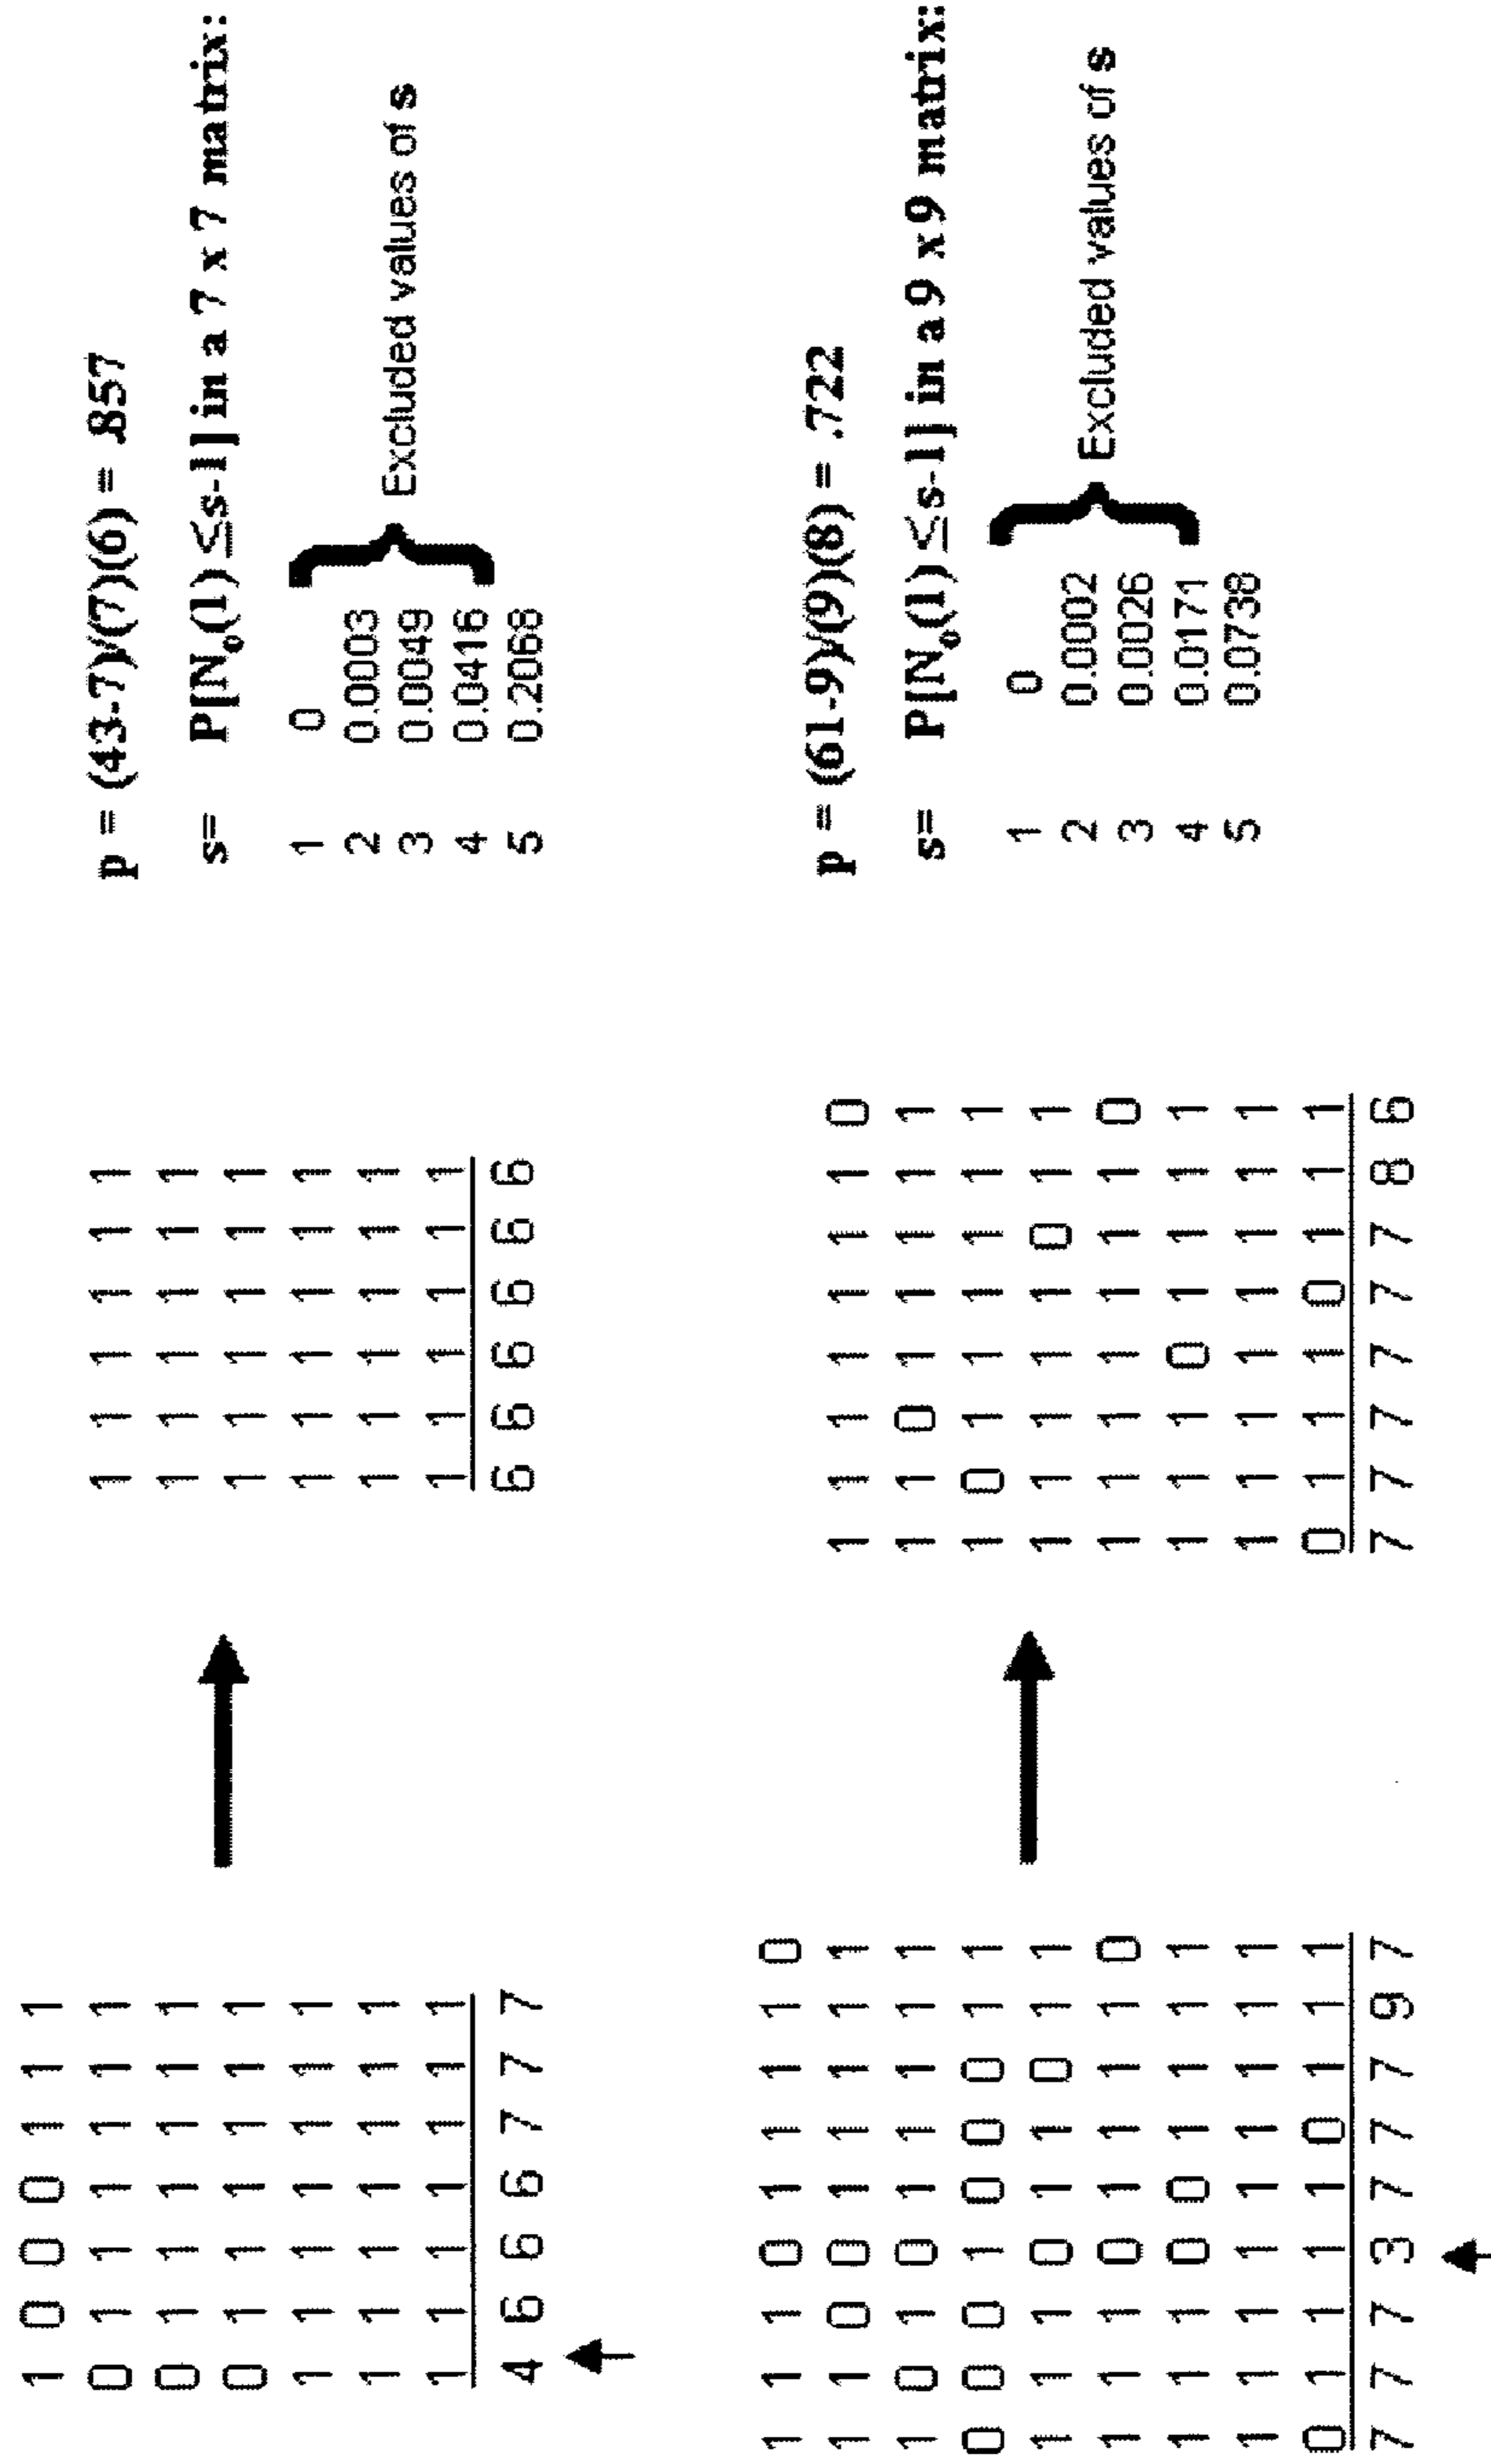 1 0 0 0 1 1 1
0 1 1 1 1 1 1
0 1 1 1 1 1 1
0 1 1 1 1 1 1
1 1 1 1 1 1 1
1 1 1 1 1 1 1
1 1 1 1 1 1 1
4 6 6 6 7 7 7
1 1 1 1 1 1
1 1 1 1 1 1
1 1 1 1 1 1
1 1 1 1 1 1
1 1 1 1 1 1
1 1 1 1 1 1
6 6 6 6 6 6
p = (43-7)/(7)(6) = .857
s= P[N₀(1) ≤s-1] in a 7 x 7 matrix:
1 0
2 0.0003
3 0.0049
4 0.0416
5 0.2068
Excluded values of s
1 1 1 0 1 1 1 1 0
1 1 0 0 1 1 1 1 1
1 0 1 0 1 1 1 1 1
0 0 0 1 0 0 0 1 1
1 1 1 0 1 1 0 1 1
1 1 1 0 1 1 1 1 0
1 1 1 0 0 1 1 1 1
1 1 1 1 1 1 1 1 1
0 1 1 1 1 0 1 1 1
7 7 7 3 7 7 7 9 7
1 1 1 1 1 1 1 0
1 1 0 1 1 1 1 1
1 0 1 1 1 1 1 1
1 1 1 1 1 0 1 1
1 1 1 1 1 1 1 0
1 1 1 0 1 1 1 1
1 1 1 1 1 1 1 1
0 1 1 1 0 1 1 1
7 7 7 7 7 7 8 6
p = (61-9)/(9)(8) = .722
s= P[N₀(1) ≤s-1] in a 9 x 9 matrix:
1 0
2 0.0002
3 0.0026
4 0.0171
5 0.0738
Excluded values of s